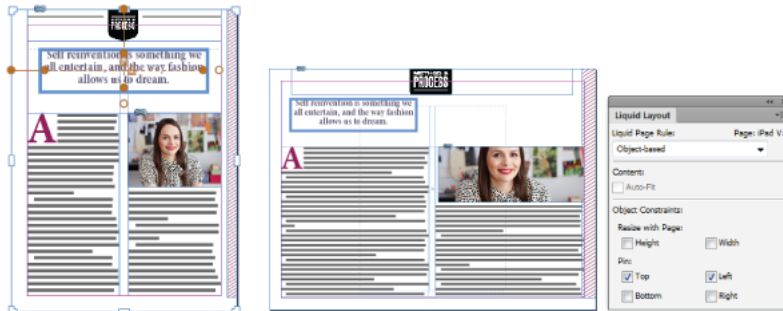 PROCESS
Self reinvention is something we
all entertain, and the way fashion
allows us to dream.
A
PROCESS
Self reinvention is something we
all entertain, and the way fashion
allows us to dream.
A
Liquid Layout
Liquid Page Rule: Page: iPad V
Object-based
Content:
Auto-Fit
Object Constraints:
Resize with Page:
Height Width
Pin:
Top Left
Bottom Right